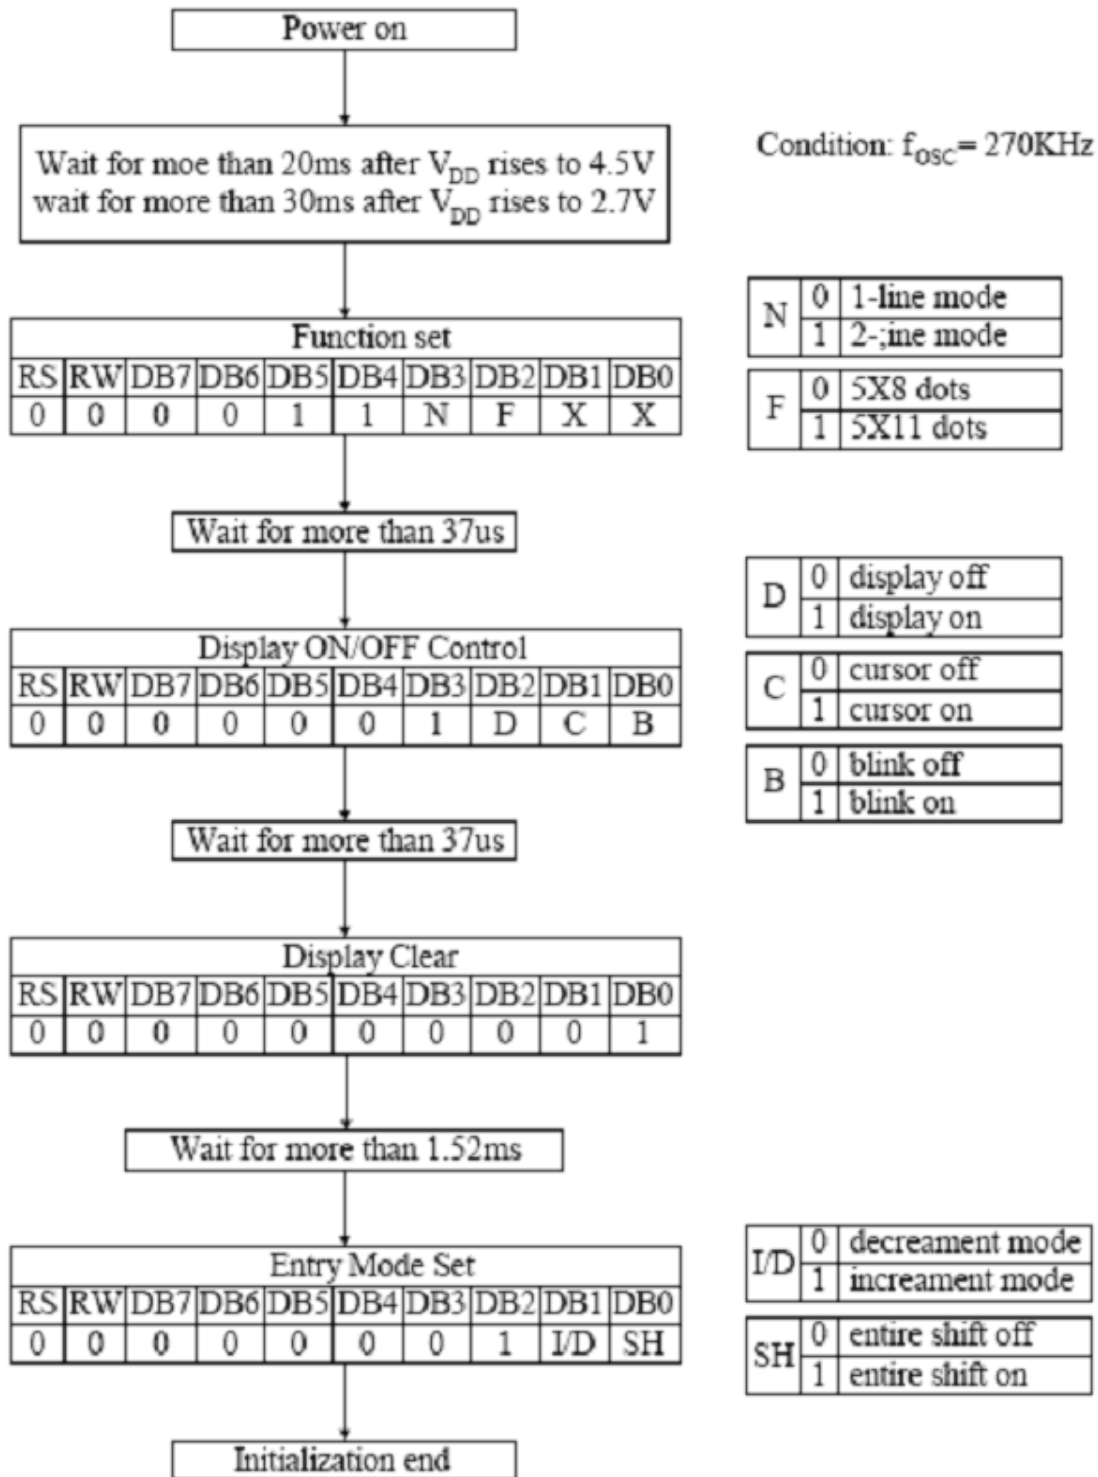 Power on
Wait for moe than 20ms after VDD rises to 4.5V
wait for more than 30ms after VDD rises to 2.7V
Condition: fOSC= 270KHz
Function set
RS RW DB7 DB6 DB5 DB4 DB3 DB2 DB1 DB0
0 0 0 0 1 1 N F X X
N
0 1-line mode
1 2-;ine mode
F
0 5X8 dots
1 5X11 dots
Wait for more than 37us
Display ON/OFF Control
RS RW DB7 DB6 DB5 DB4 DB3 DB2 DB1 DB0
0 0 0 0 0 0 1 D C B
D
0 display off
1 display on
C
0 cursor off
1 cursor on
B
0 blink off
1 blink on
Wait for more than 37us
Display Clear
RS RW DB7 DB6 DB5 DB4 DB3 DB2 DB1 DB0
0 0 0 0 0 0 0 0 0 1
Wait for more than 1.52ms
Entry Mode Set
RS RW DB7 DB6 DB5 DB4 DB3 DB2 DB1 DB0
0 0 0 0 0 0 0 1 I/D SH
I/D
0 decreament mode
1 increament mode
SH
0 entire shift off
1 entire shift on
Initialization end